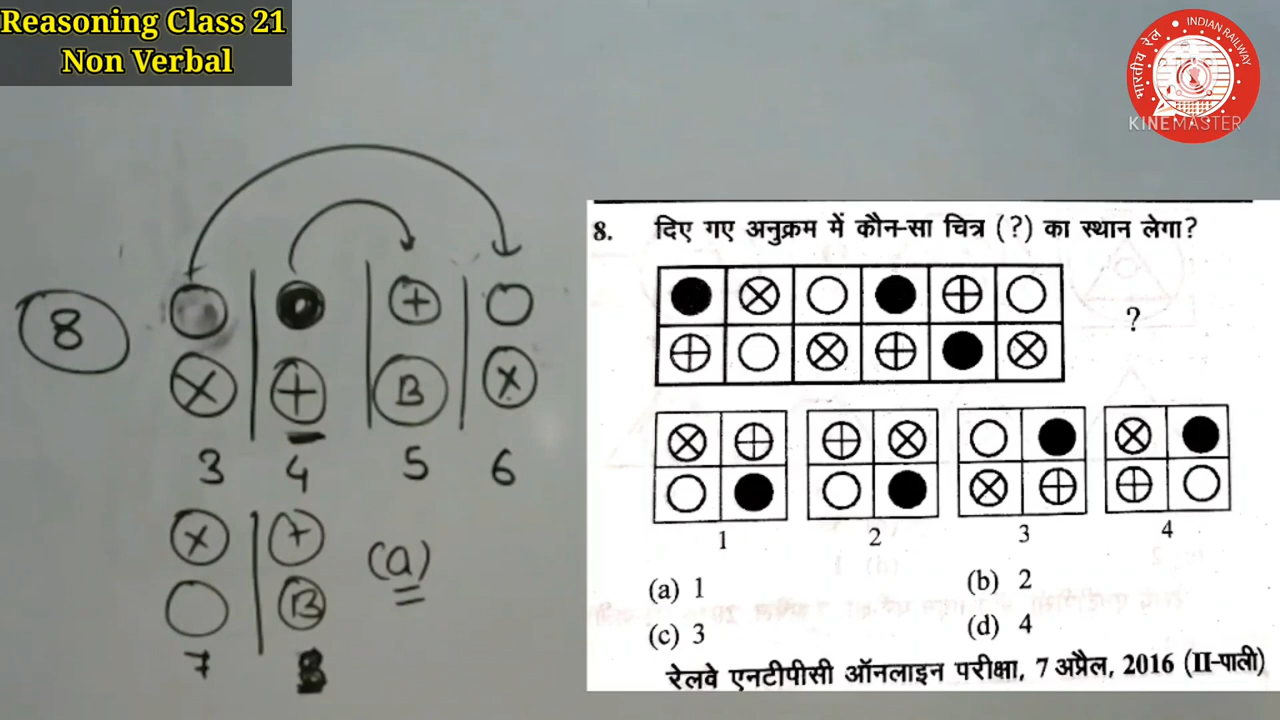 Reasoning Class 21
Non Verbal
भारतीय रेल
INDIAN RAILWAY
KINEMASTER
8
B
3 4 5 6
B
(a)
7 8
8. दिए गए अनुक्रम में कौन-सा चित्र (?) का स्थान लेगा?
?
1 2 3 4
(a) 1 (b) 2
(c) 3 (d) 4
रेलवे एनटीपीसी ऑनलाइन परीक्षा, 7 अप्रैल, 2016 (II-पाली)